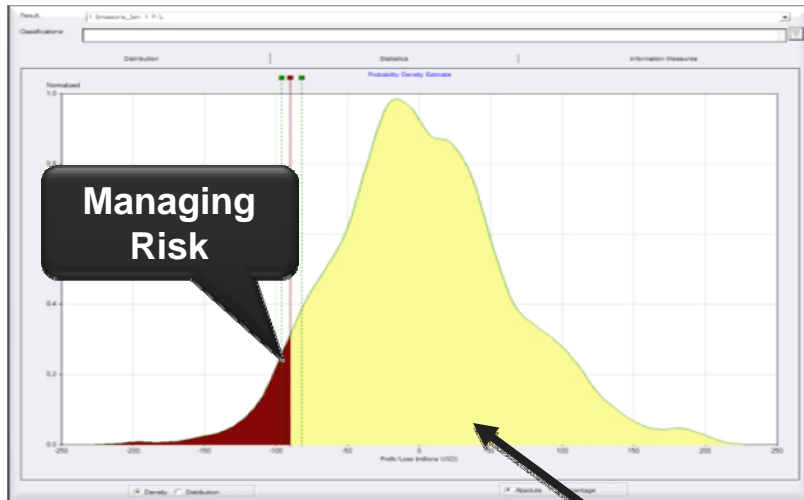 Result
Classifications:
Distribution
Statistics
Information Measures
Probability Density Estimate
Normalized
1.0
Managing
Risk
0.4
0.2
0.0
-250 -200 -150 -100 -50 0 100 150 200 250
Profit/Loss (millions USD)
Density Distribution
Absolute